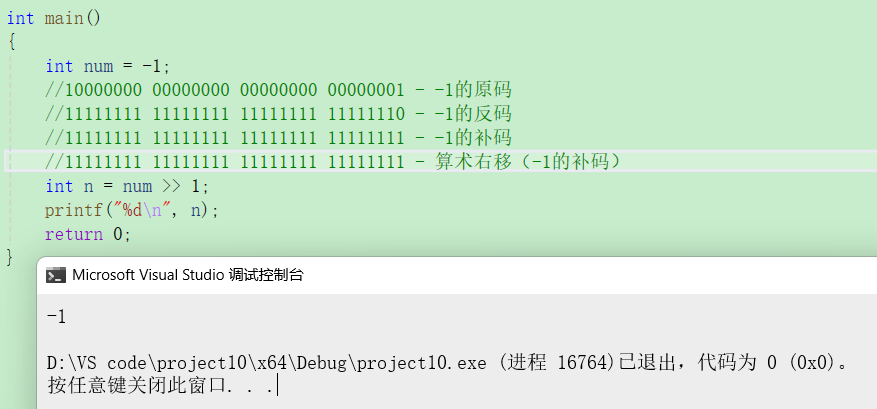 int main()
{
int num = -1;
//10000000 00000000 00000000 00000001 - -1的原码
//11111111 11111111 11111111 11111110 - -1的反码
//11111111 11111111 11111111 11111111 - -1的补码
//11111111 11111111 11111111 11111111 - 算术右移（-1的补码）
int n = num >> 1;
printf("%d\n", n);
return 0;
}
Microsoft Visual Studio 调试控制台
-1
D:\VS code\project10\x64\Debug\project10.exe (进程 16764)已退出，代码为 0 (0x0)。
按任意键关闭此窗口. . .